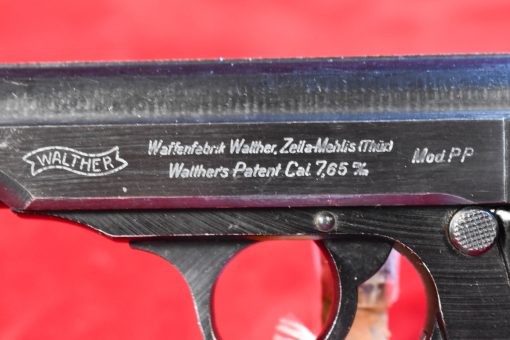 WALTHER
Waffenfabrik Walther, Zella-Mehlis (Thür)
Walther's Patent Cal. 7,65 m/m
Mod. PP